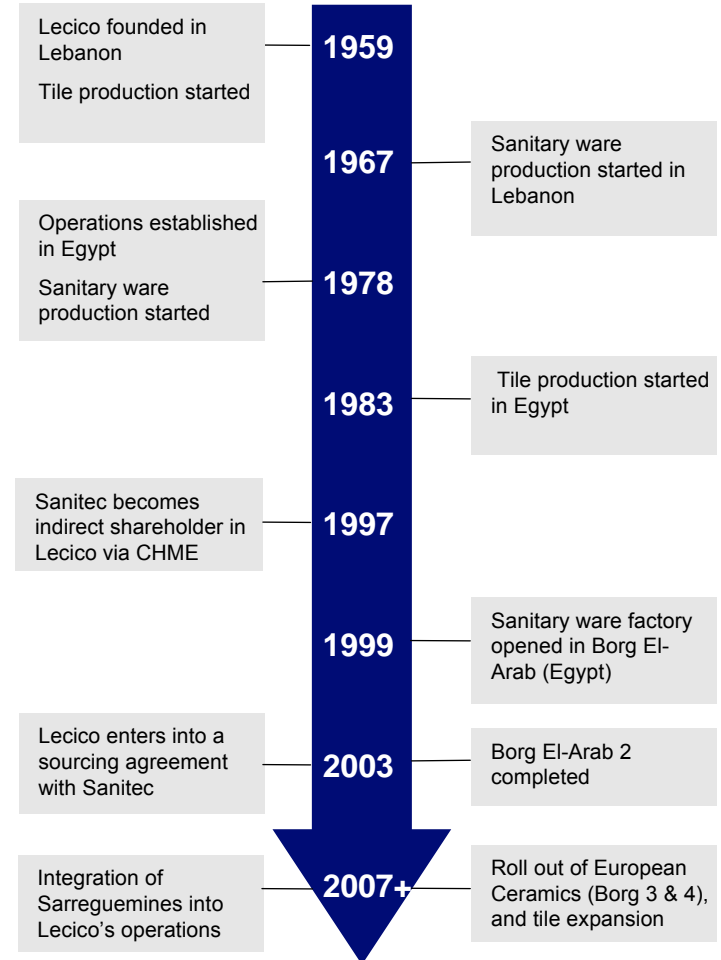 Lecico founded in
Lebanon
Tile production started
1959
1967
Sanitary ware
production started in
Lebanon
Operations established
in Egypt
Sanitary ware
production started
1978
1983
Tile production started
in Egypt
Sanitec becomes
indirect shareholder in
Lecico via CHME
1997
1999
Sanitary ware factory
opened in Borg El-
Arab (Egypt)
Lecico enters into a
sourcing agreement
with Sanitec
2003
Borg El-Arab 2
completed
Integration of
Sarreguemines into
Lecico's operations
2007+
Roll out of European
Ceramics (Borg 3 & 4),
and tile expansion